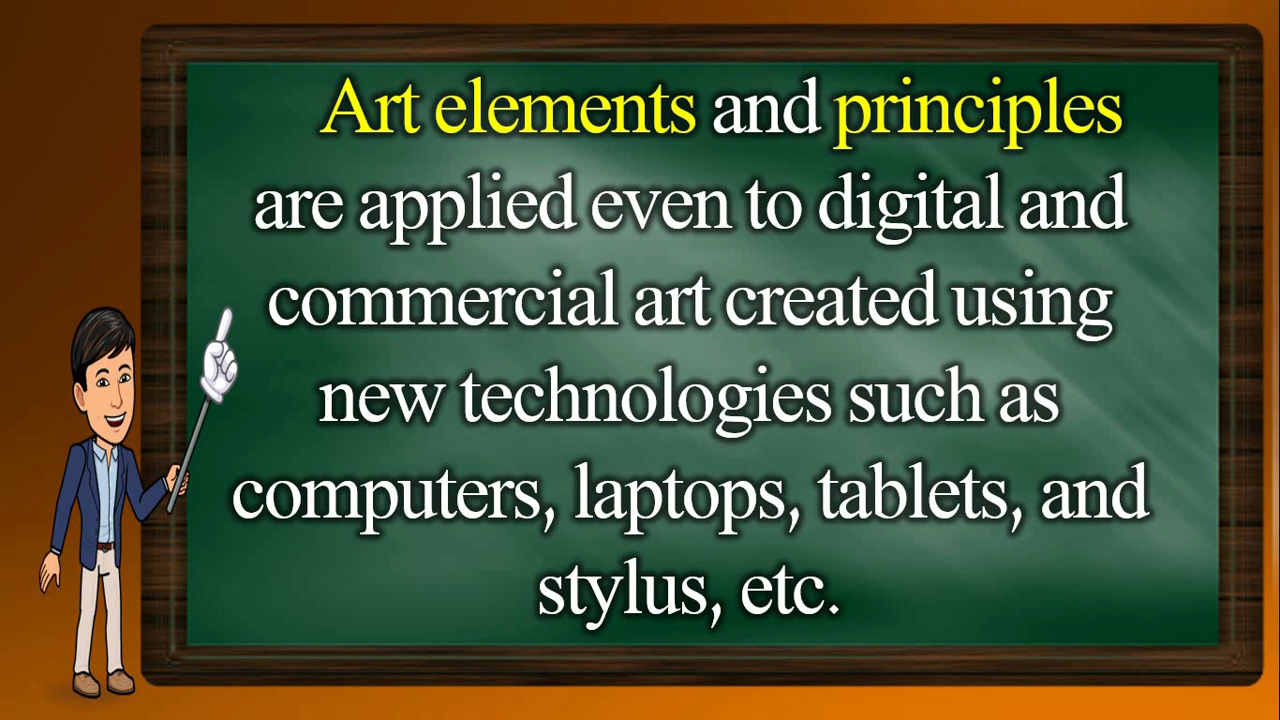 Art elements and principles
are applied even to digital and
commercial art created using
new technologies such as
computers, laptops, tablets, and
stylus, etc.